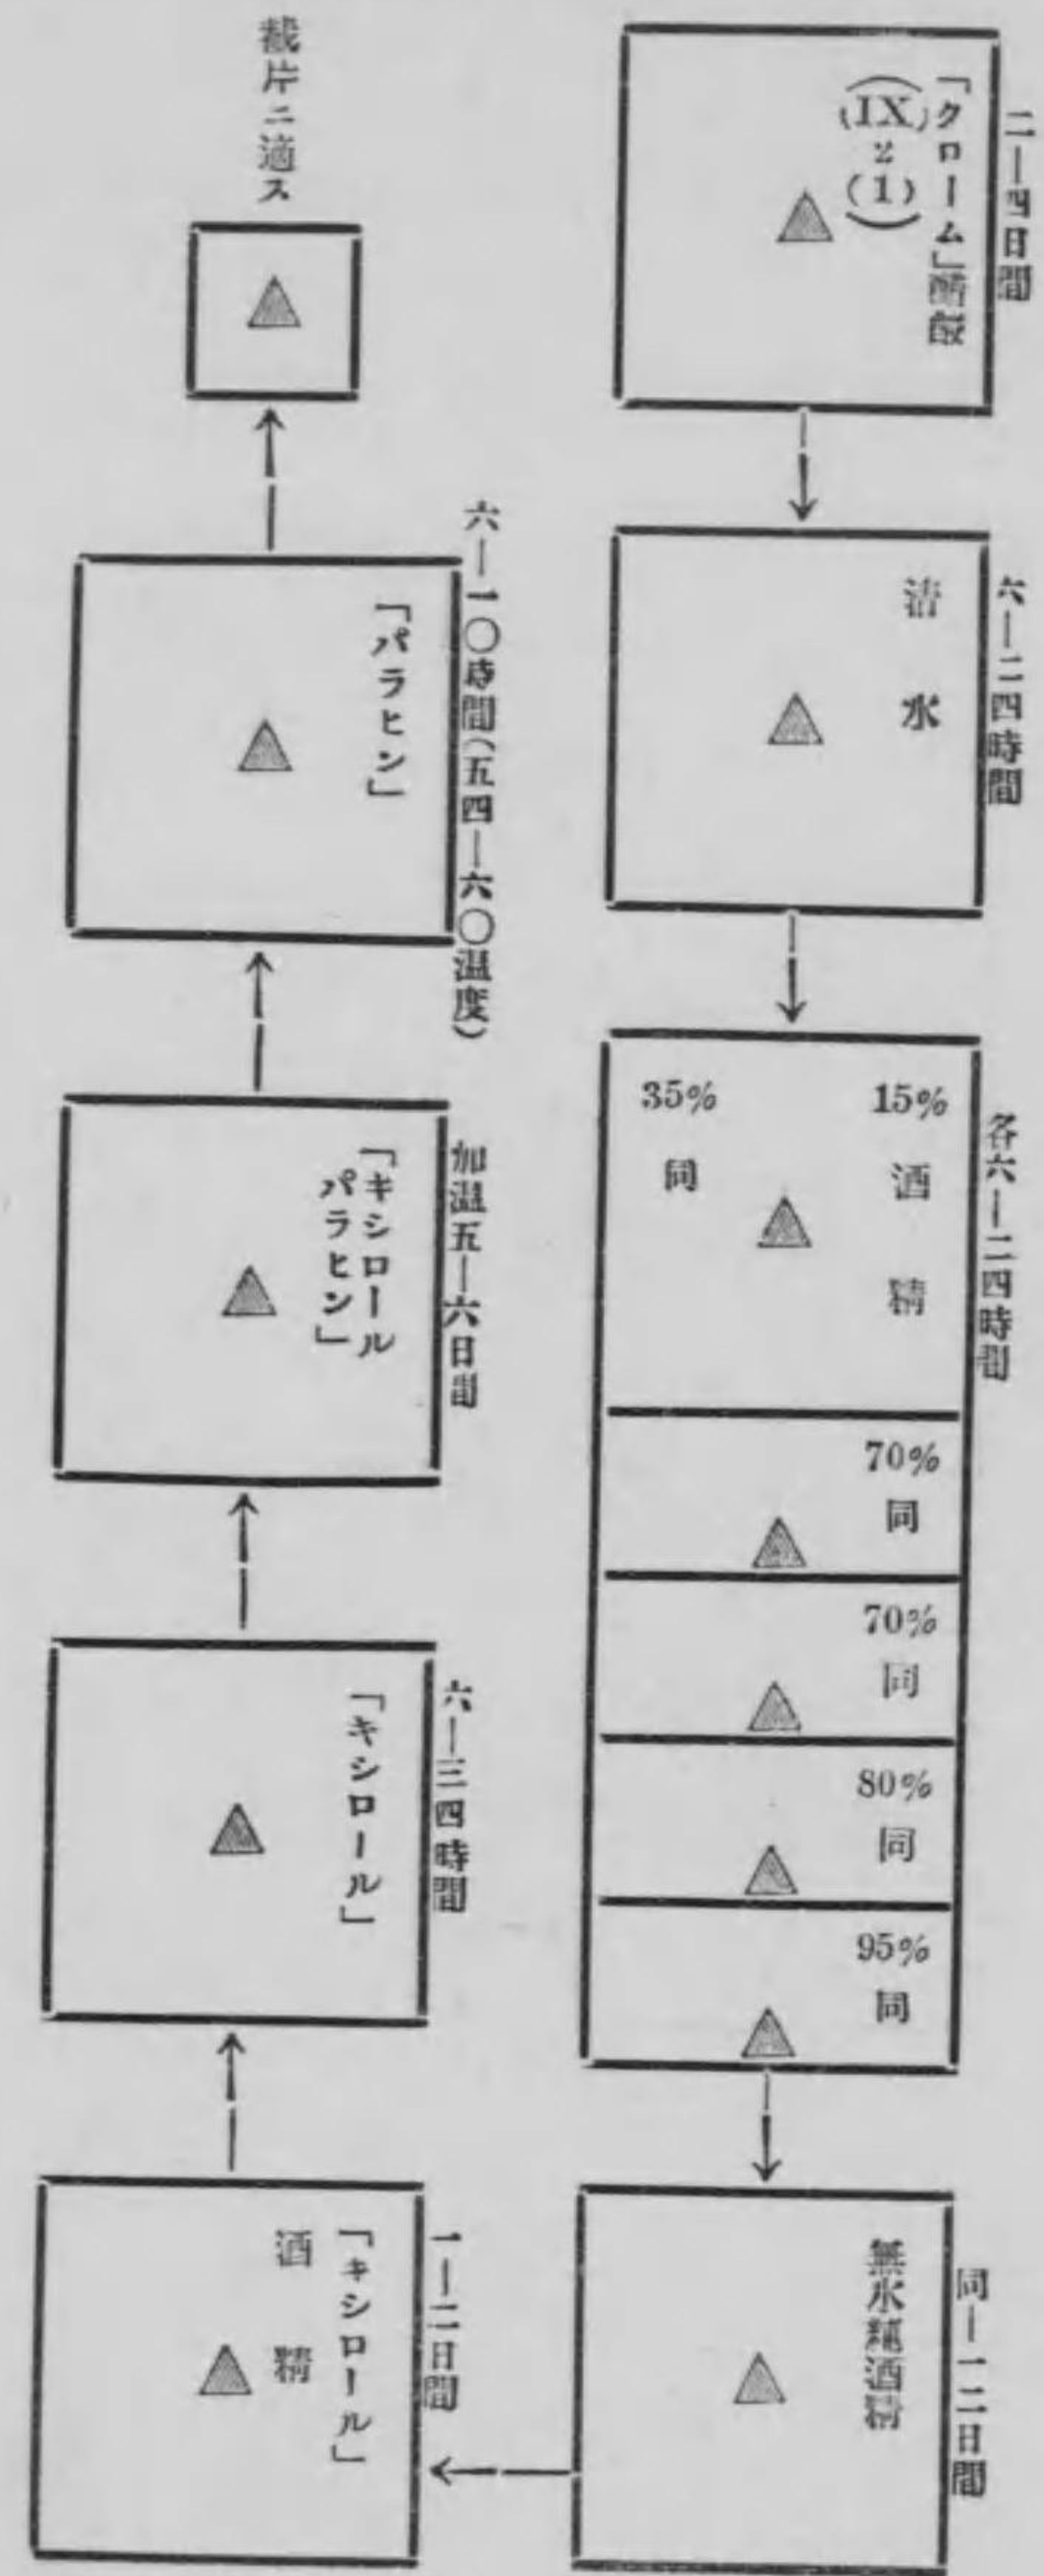 二―四日間
「クローム」醋酸
(IX)
2
(1)
六―二四時間
清水
各六―二四時間
15%
酒精
35%
同
70%
同
70%
同
80%
同
95%
同
同―一二日間
無水純酒精
一―二日間
「キシロール」
酒精
六―三四時間
「キシロール」
加温五―六日間
「キシロール
パラヒン」
六―一〇時間(五四―六〇温度)
「パラヒン」
截片ニ適ス